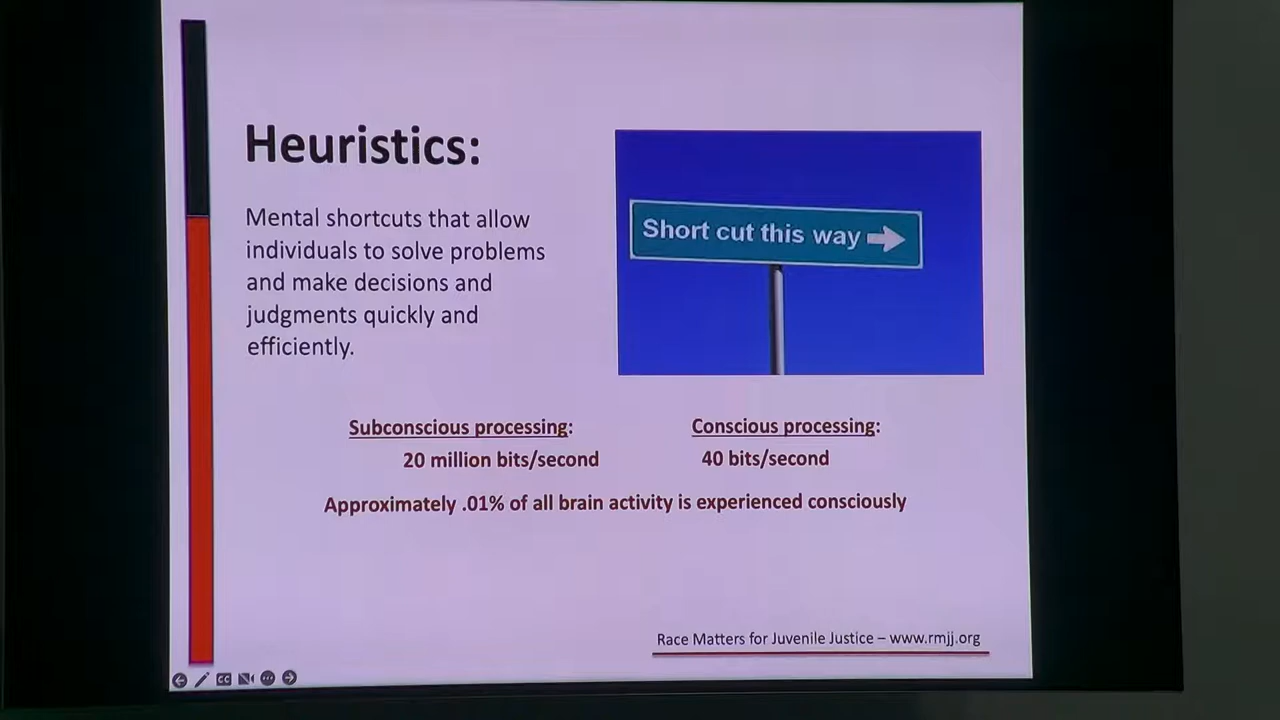 Heuristics:
Mental shortcuts that allow
individuals to solve problems
and make decisions and
judgments quickly and
efficiently.
Short cut this way
Subconscious processing:
20 million bits/second
Conscious processing:
40 bits/second
Approximately .01% of all brain activity is experienced consciously
Race Matters for Juvenile Justice – www.rmjj.org
CC